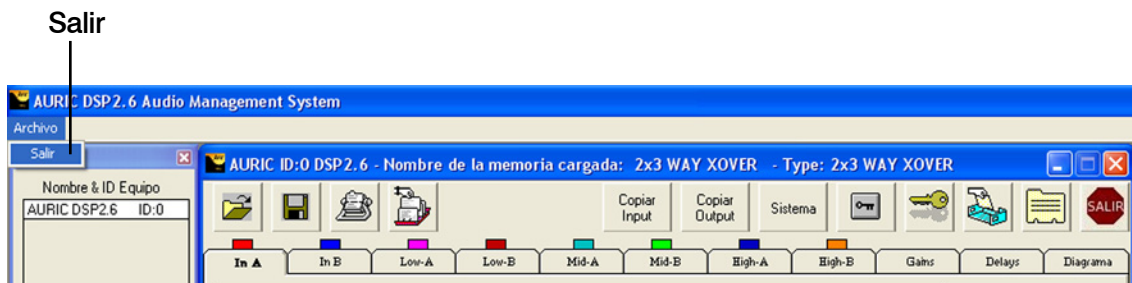 Salir
AURIC DSP2.6 Audio Management System
Archivo
Salir
AURIC ID:0 DSP2.6 - Nombre de la memoria cargada: 2x3 WAY XOVER - Type: 2x3 WAY XOVER
Nombre & ID Equipo
AURIC DSP2.6 ID:0
Copiar
Input
Copiar
Output
Sistema
SALIR
In A In B Low-A Low-B Mid-A Mid-B High-A High-B Gains Delays Diagrama